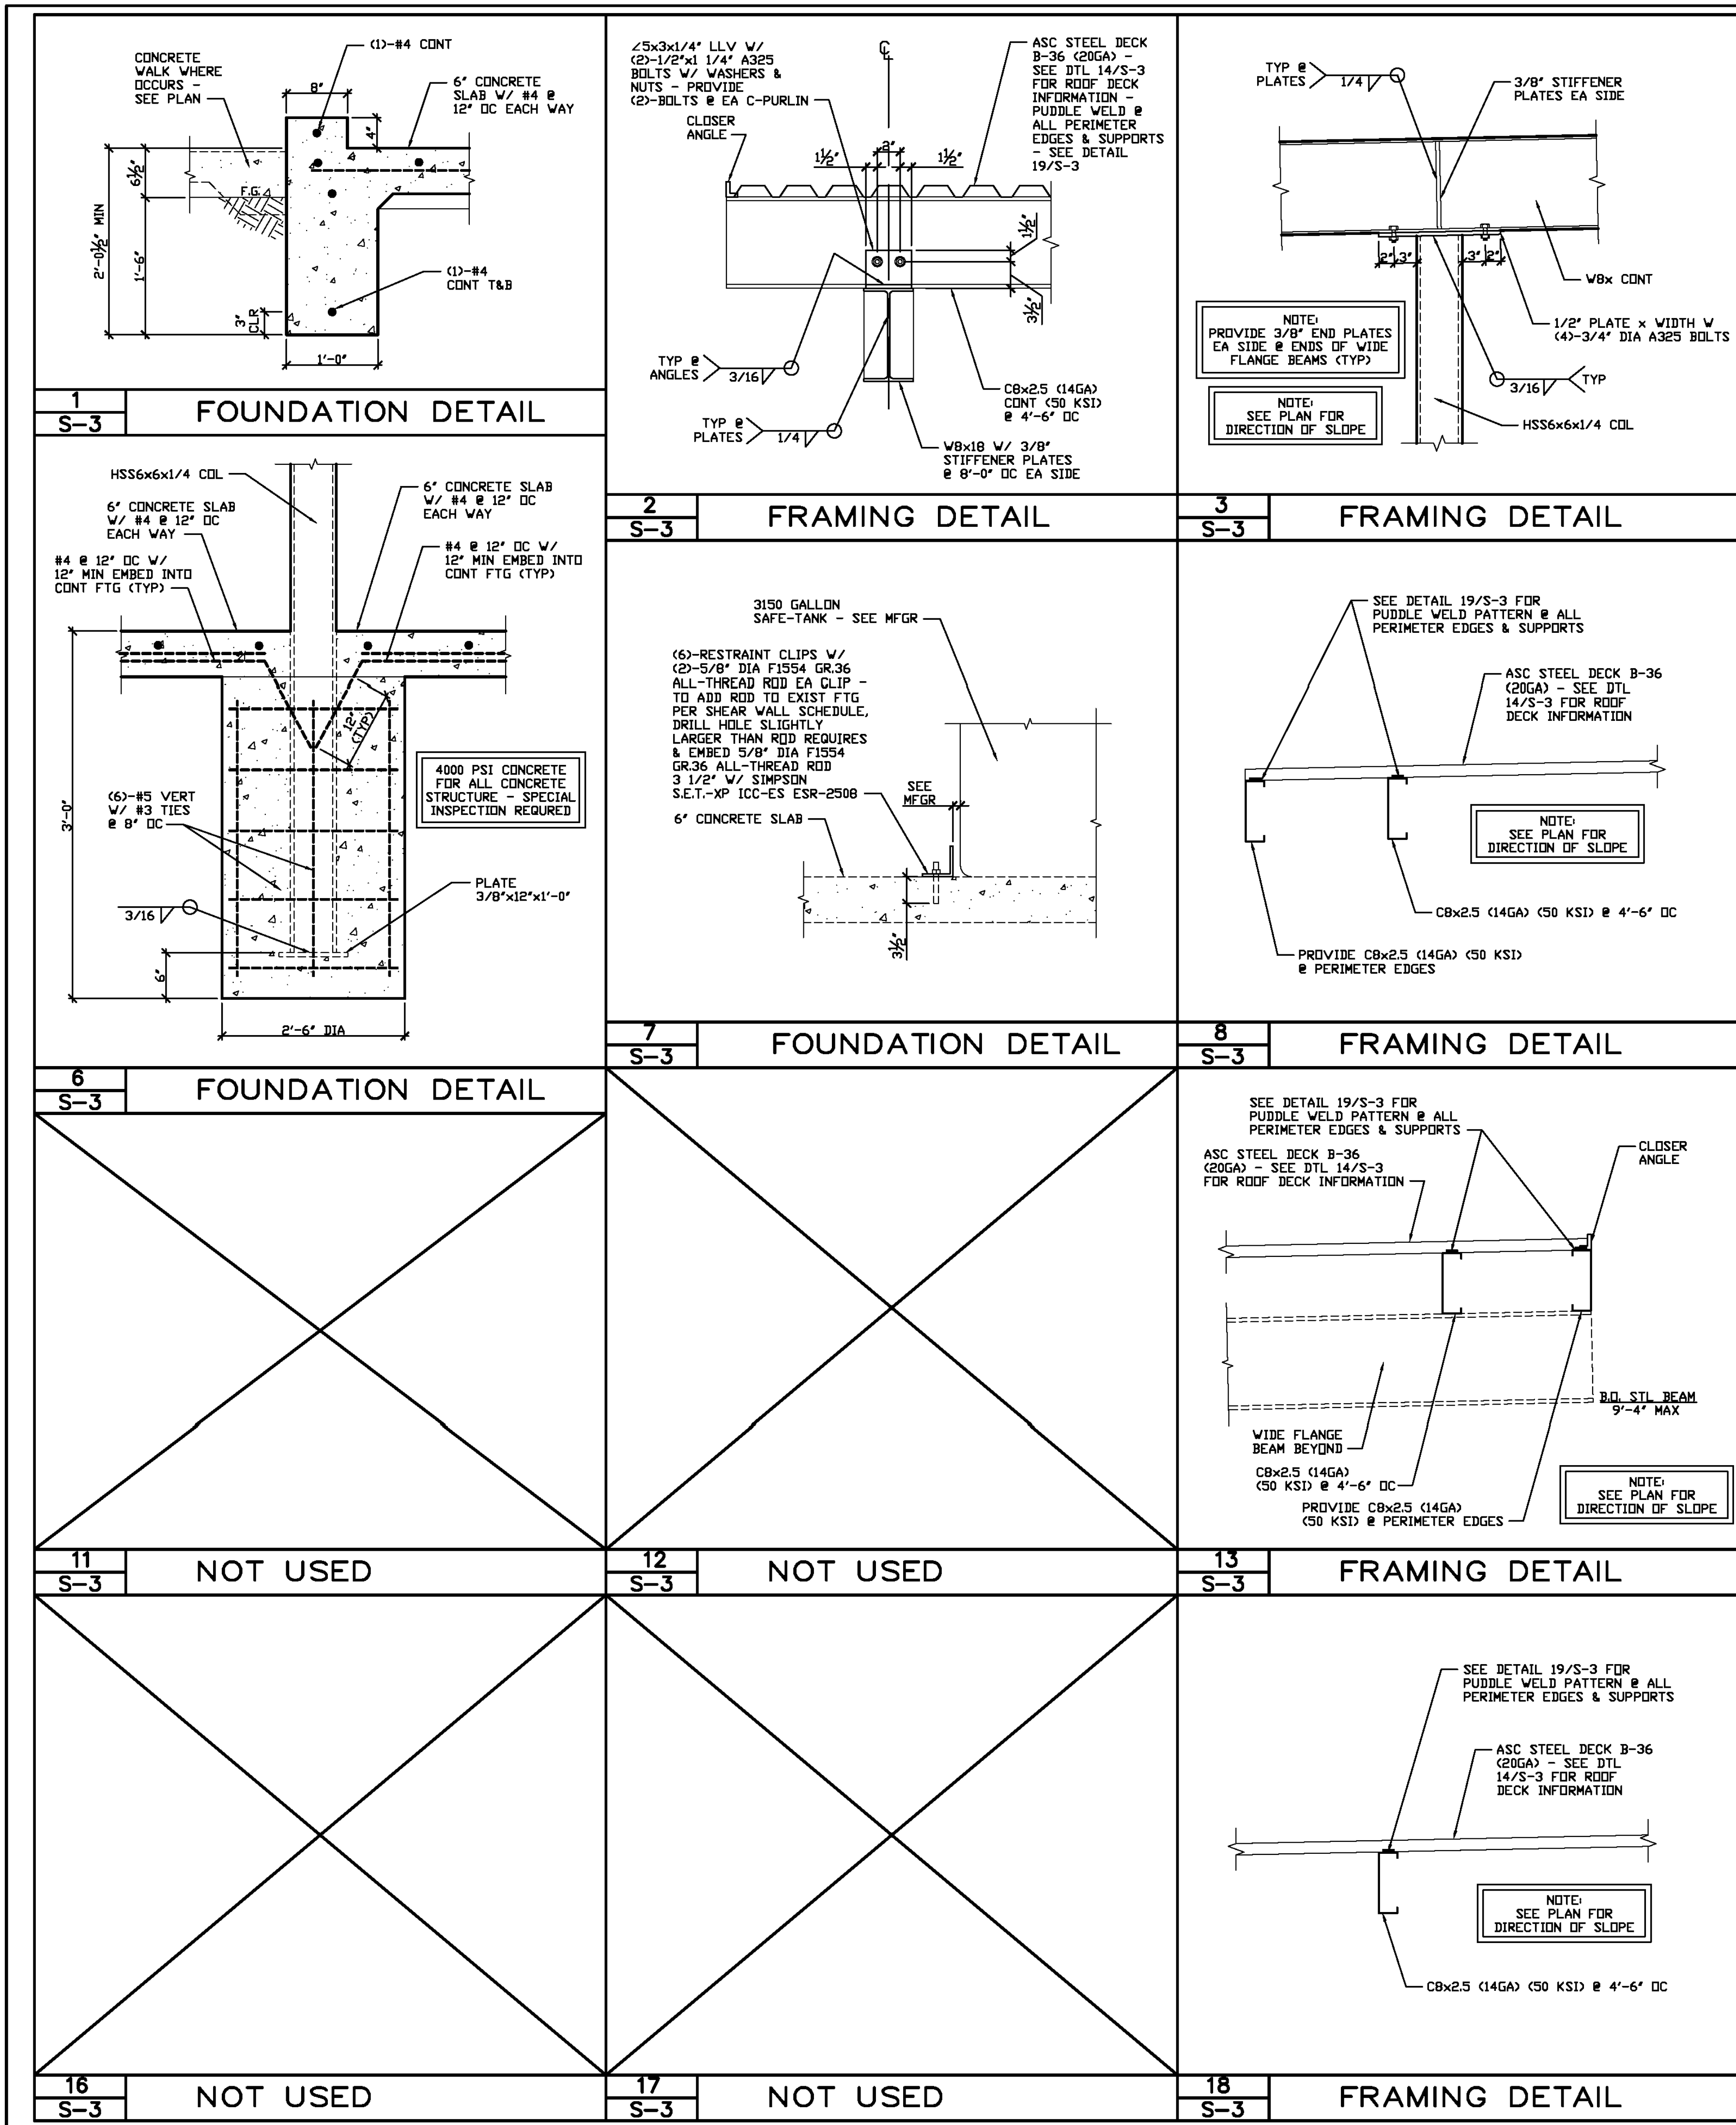 (1)-#4 CONT
CONCRETE
WALK WHERE
OCCURS -
SEE PLAN
8"
6" CONCRETE
SLAB W/ #4 @
12" OC EACH WAY
4"
6½"
F.G.
2'-0½" MIN
1'-6"
(1)-#4
CONT T&B
3"
CLR
1'-0"
1
S-3
FOUNDATION DETAIL
∠5x3x1/4" LLV W/
(2)-1/2"x1 1/4" A325
BOLTS W/ WASHERS &
NUTS - PROVIDE
(2)-BOLTS @ EA C-PURLIN
CLOSER
ANGLE
℄
ASC STEEL DECK
B-36 (20GA) -
SEE DTL 14/S-3
FOR ROOF DECK
INFORMATION -
PUDDLE WELD @
ALL PERIMETER
EDGES & SUPPORTS
- SEE DETAIL
19/S-3
1½"
2"
1½"
1½"
3½"
TYP @
ANGLES
3/16
TYP @
PLATES
1/4
C8x2.5 (14GA)
CONT (50 KSI)
@ 4'-6" OC
W8x18 W/ 3/8"
STIFFENER PLATES
@ 8'-0" OC EA SIDE
2
S-3
FRAMING DETAIL
TYP @
PLATES
1/4
3/8" STIFFENER
PLATES EA SIDE
2"
3"
3"
2"
W8x CONT
NOTE:
PROVIDE 3/8" END PLATES
EA SIDE @ ENDS OF WIDE
FLANGE BEAMS (TYP)
1/2" PLATE x WIDTH W
(4)-3/4" DIA A325 BOLTS
3/16
TYP
NOTE:
SEE PLAN FOR
DIRECTION OF SLOPE
HSS6x6x1/4 COL
3
S-3
FRAMING DETAIL
HSS6x6x1/4 COL
6" CONCRETE SLAB
W/ #4 @ 12" OC
EACH WAY
#4 @ 12" OC W/
12" MIN EMBED INTO
CONT FTG (TYP)
6" CONCRETE SLAB
W/ #4 @ 12" OC
EACH WAY
#4 @ 12" OC W/
12" MIN EMBED INTO
CONT FTG (TYP)
12"
(TYP)
4000 PSI CONCRETE
FOR ALL CONCRETE
STRUCTURE - SPECIAL
INSPECTION REQURED
3'-0"
(6)-#5 VERT
W/ #3 TIES
@ 8" OC
PLATE
3/8"x12"x1'-0"
3/16
6"
2'-6" DIA
6
S-3
FOUNDATION DETAIL
3150 GALLON
SAFE-TANK - SEE MFGR
(6)-RESTRAINT CLIPS W/
(2)-5/8" DIA F1554 GR.36
ALL-THREAD ROD EA CLIP -
TO ADD ROD TO EXIST FTG
PER SHEAR WALL SCHEDULE,
DRILL HOLE SLIGHTLY
LARGER THAN ROD REQUIRES
& EMBED 5/8" DIA F1554
GR.36 ALL-THREAD ROD
3 1/2" W/ SIMPSON
S.E.T.-XP ICC-ES ESR-2508
SEE
MFGR
6" CONCRETE SLAB
3½"
7
S-3
FOUNDATION DETAIL
SEE DETAIL 19/S-3 FOR
PUDDLE WELD PATTERN @ ALL
PERIMETER EDGES & SUPPORTS
ASC STEEL DECK B-36
(20GA) - SEE DTL
14/S-3 FOR ROOF
DECK INFORMATION
NOTE:
SEE PLAN FOR
DIRECTION OF SLOPE
C8x2.5 (14GA) (50 KSI) @ 4'-6" OC
PROVIDE C8x2.5 (14GA) (50 KSI)
@ PERIMETER EDGES
8
S-3
FRAMING DETAIL
11
S-3
NOT USED
12
S-3
NOT USED
SEE DETAIL 19/S-3 FOR
PUDDLE WELD PATTERN @ ALL
PERIMETER EDGES & SUPPORTS
ASC STEEL DECK B-36
(20GA) - SEE DTL 14/S-3
FOR ROOF DECK INFORMATION
CLOSER
ANGLE
B.O. STL BEAM
9'-4" MAX
WIDE FLANGE
BEAM BEYOND
C8x2.5 (14GA)
(50 KSI) @ 4'-6" OC
PROVIDE C8x2.5 (14GA)
(50 KSI) @ PERIMETER EDGES
NOTE:
SEE PLAN FOR
DIRECTION OF SLOPE
13
S-3
FRAMING DETAIL
16
S-3
NOT USED
17
S-3
NOT USED
SEE DETAIL 19/S-3 FOR
PUDDLE WELD PATTERN @ ALL
PERIMETER EDGES & SUPPORTS
ASC STEEL DECK B-36
(20GA) - SEE DTL
14/S-3 FOR ROOF
DECK INFORMATION
NOTE:
SEE PLAN FOR
DIRECTION OF SLOPE
C8x2.5 (14GA) (50 KSI) @ 4'-6" OC
18
S-3
FRAMING DETAIL